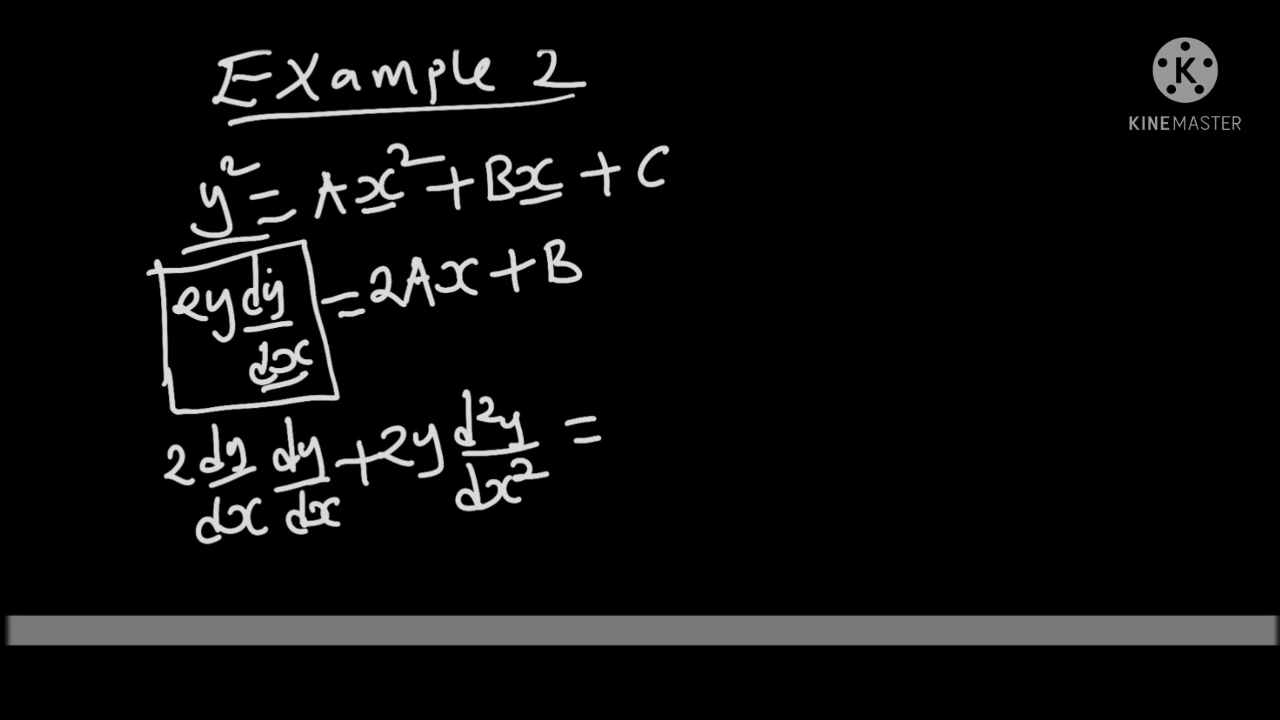 Example 2
K
KINEMASTER
y² = Ax² + Bx + C
2y dy/dx = 2Ax + B
2 dy/dx dy/dx + 2y d²y/dx² =